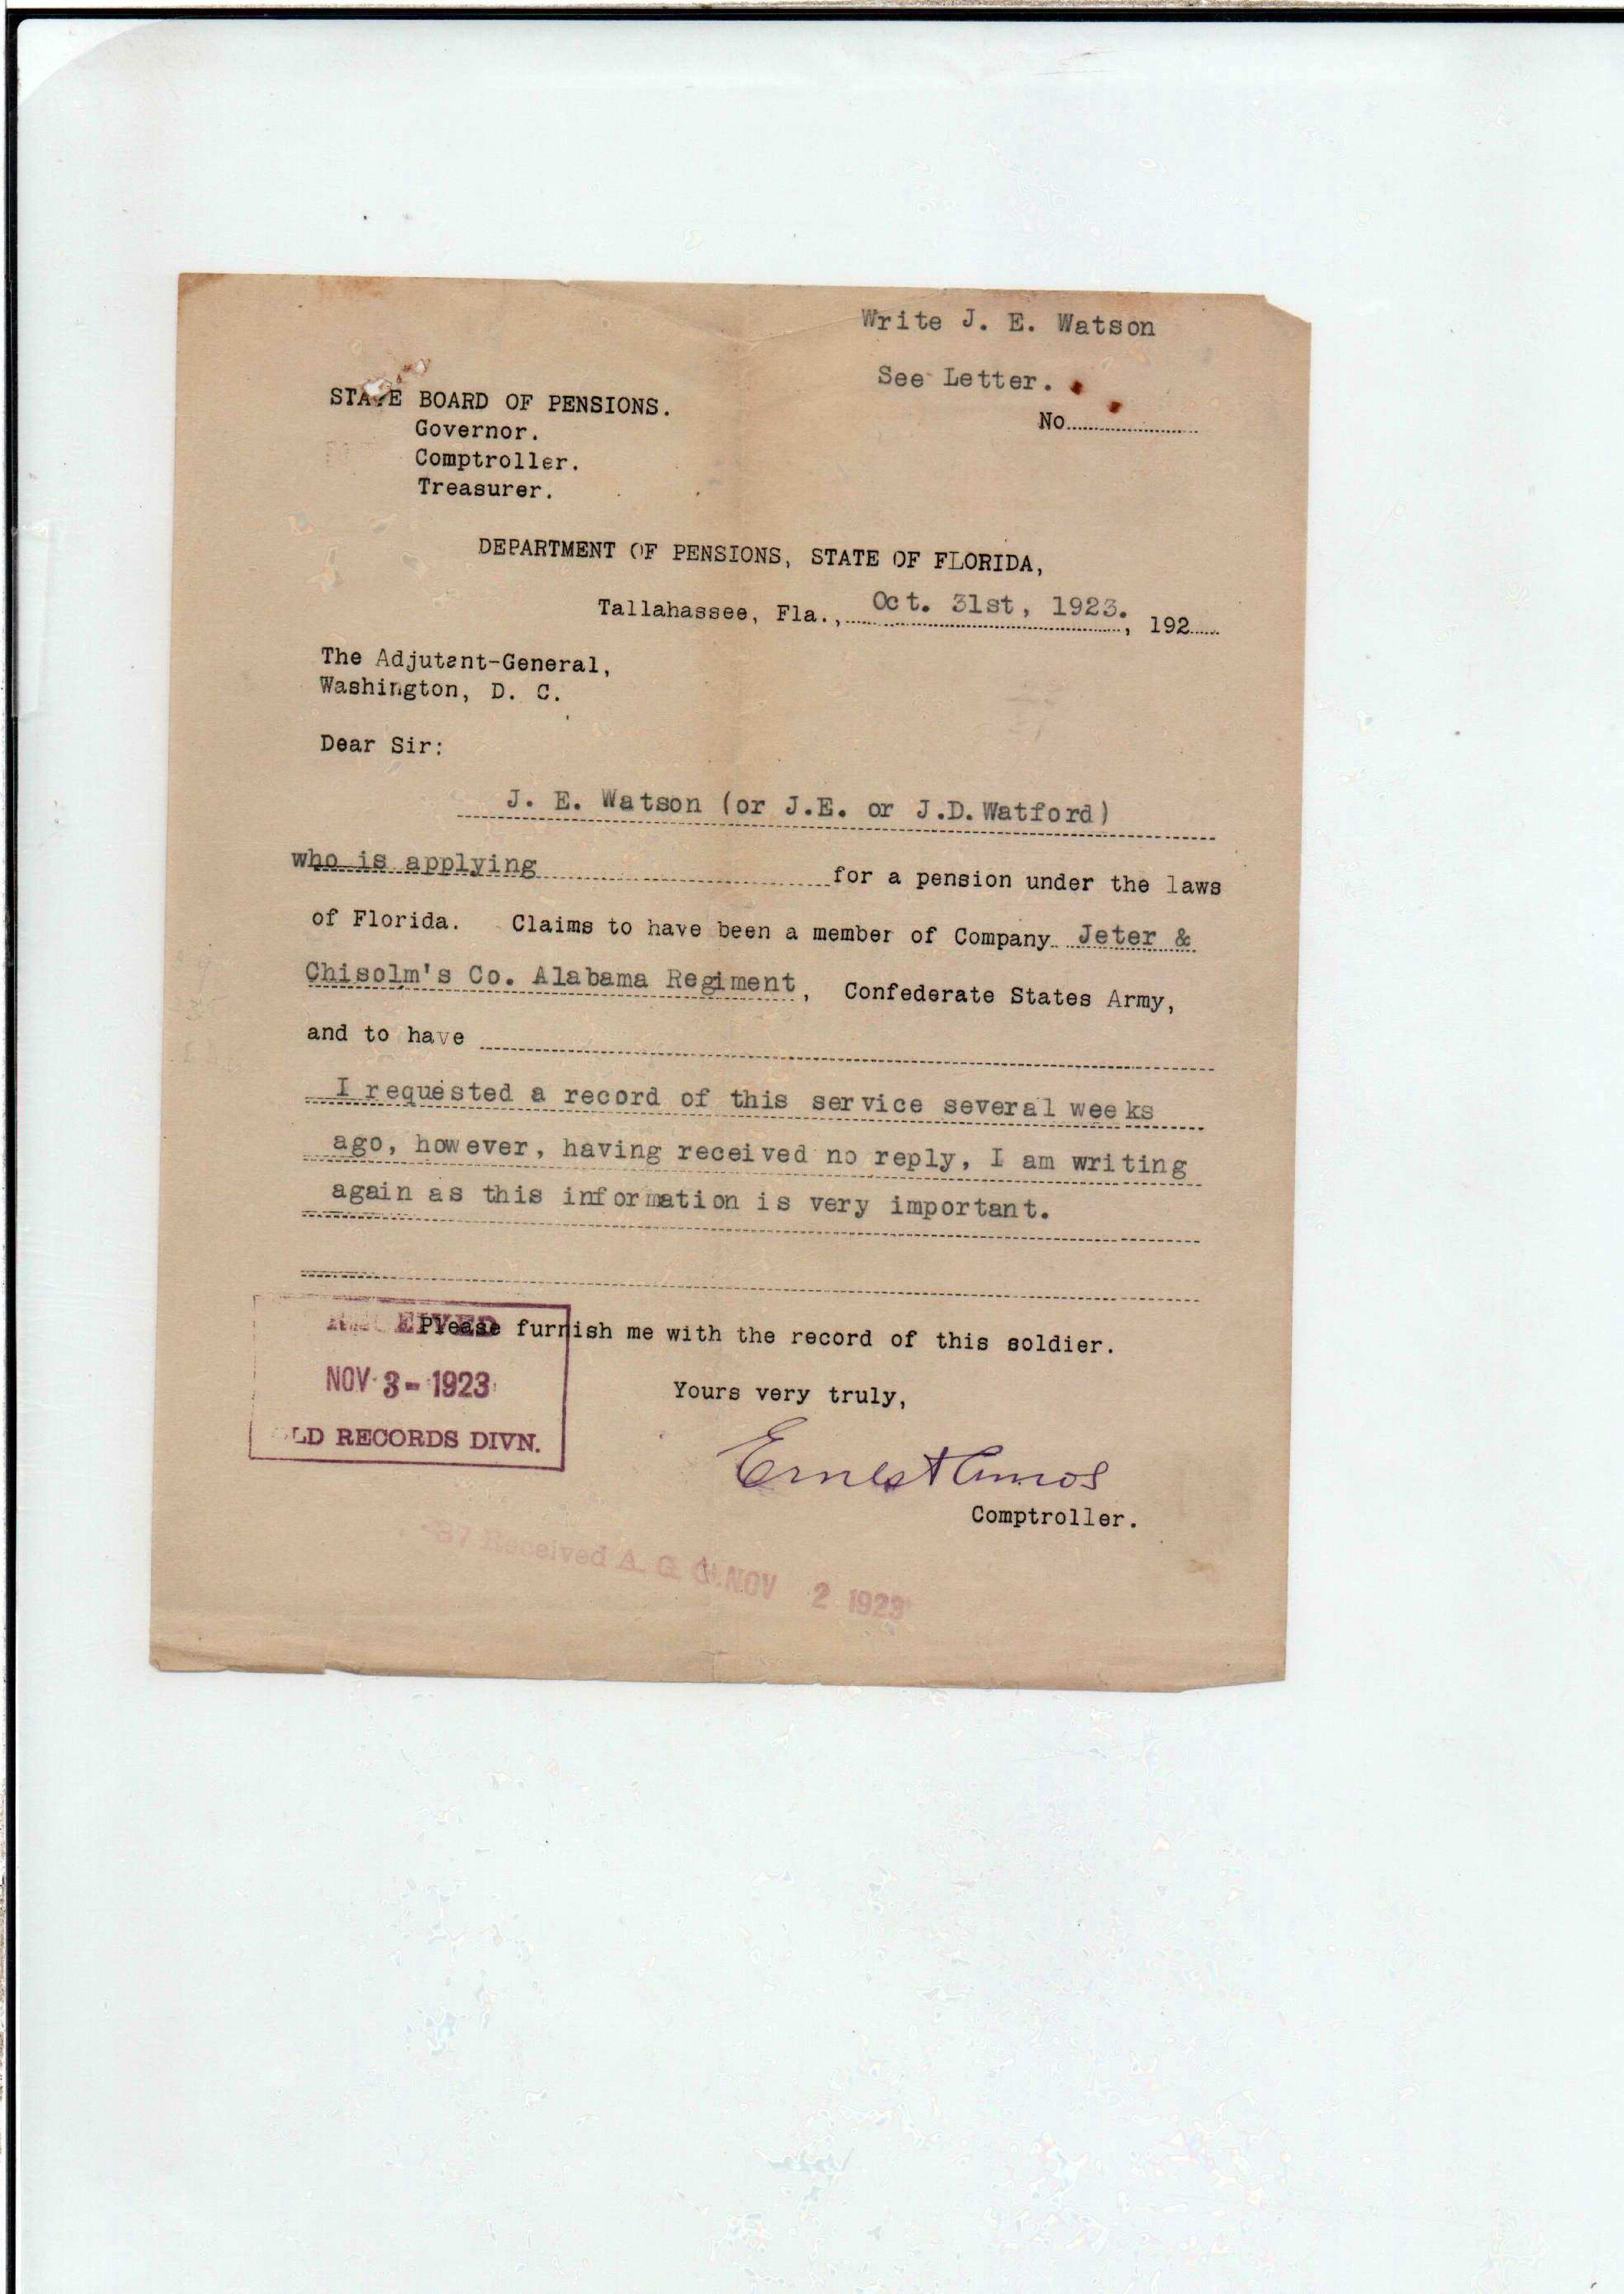 Write J. E. Watson
See Letter.
STATE BOARD OF PENSIONS.
No
Governor.
Comptroller.
Treasurer.
DEPARTMENT OF PENSIONS, STATE OF FLORIDA,
Tallahassee, Fla., Oct. 31st, 1923. , 192
The Adjutant-General,
Washington, D. C.
Dear Sir:
J. E. Watson (or J.E. or J.D.Watford)
who is applying for a pension under the laws
of Florida. Claims to have been a member of Company Jeter &
Chisolm's Co. Alabama Regiment, Confederate States Army,
and to have
I requested a record of this service several weeks
ago, however, having received no reply, I am writing
again as this information is very important.
Please furnish me with the record of this soldier.
RECEIVED
NOV 3 - 1923
OLD RECORDS DIVN.
Yours very truly,
Ernest Amos
Comptroller.
87 Received A. G. O. NOV 2 1923